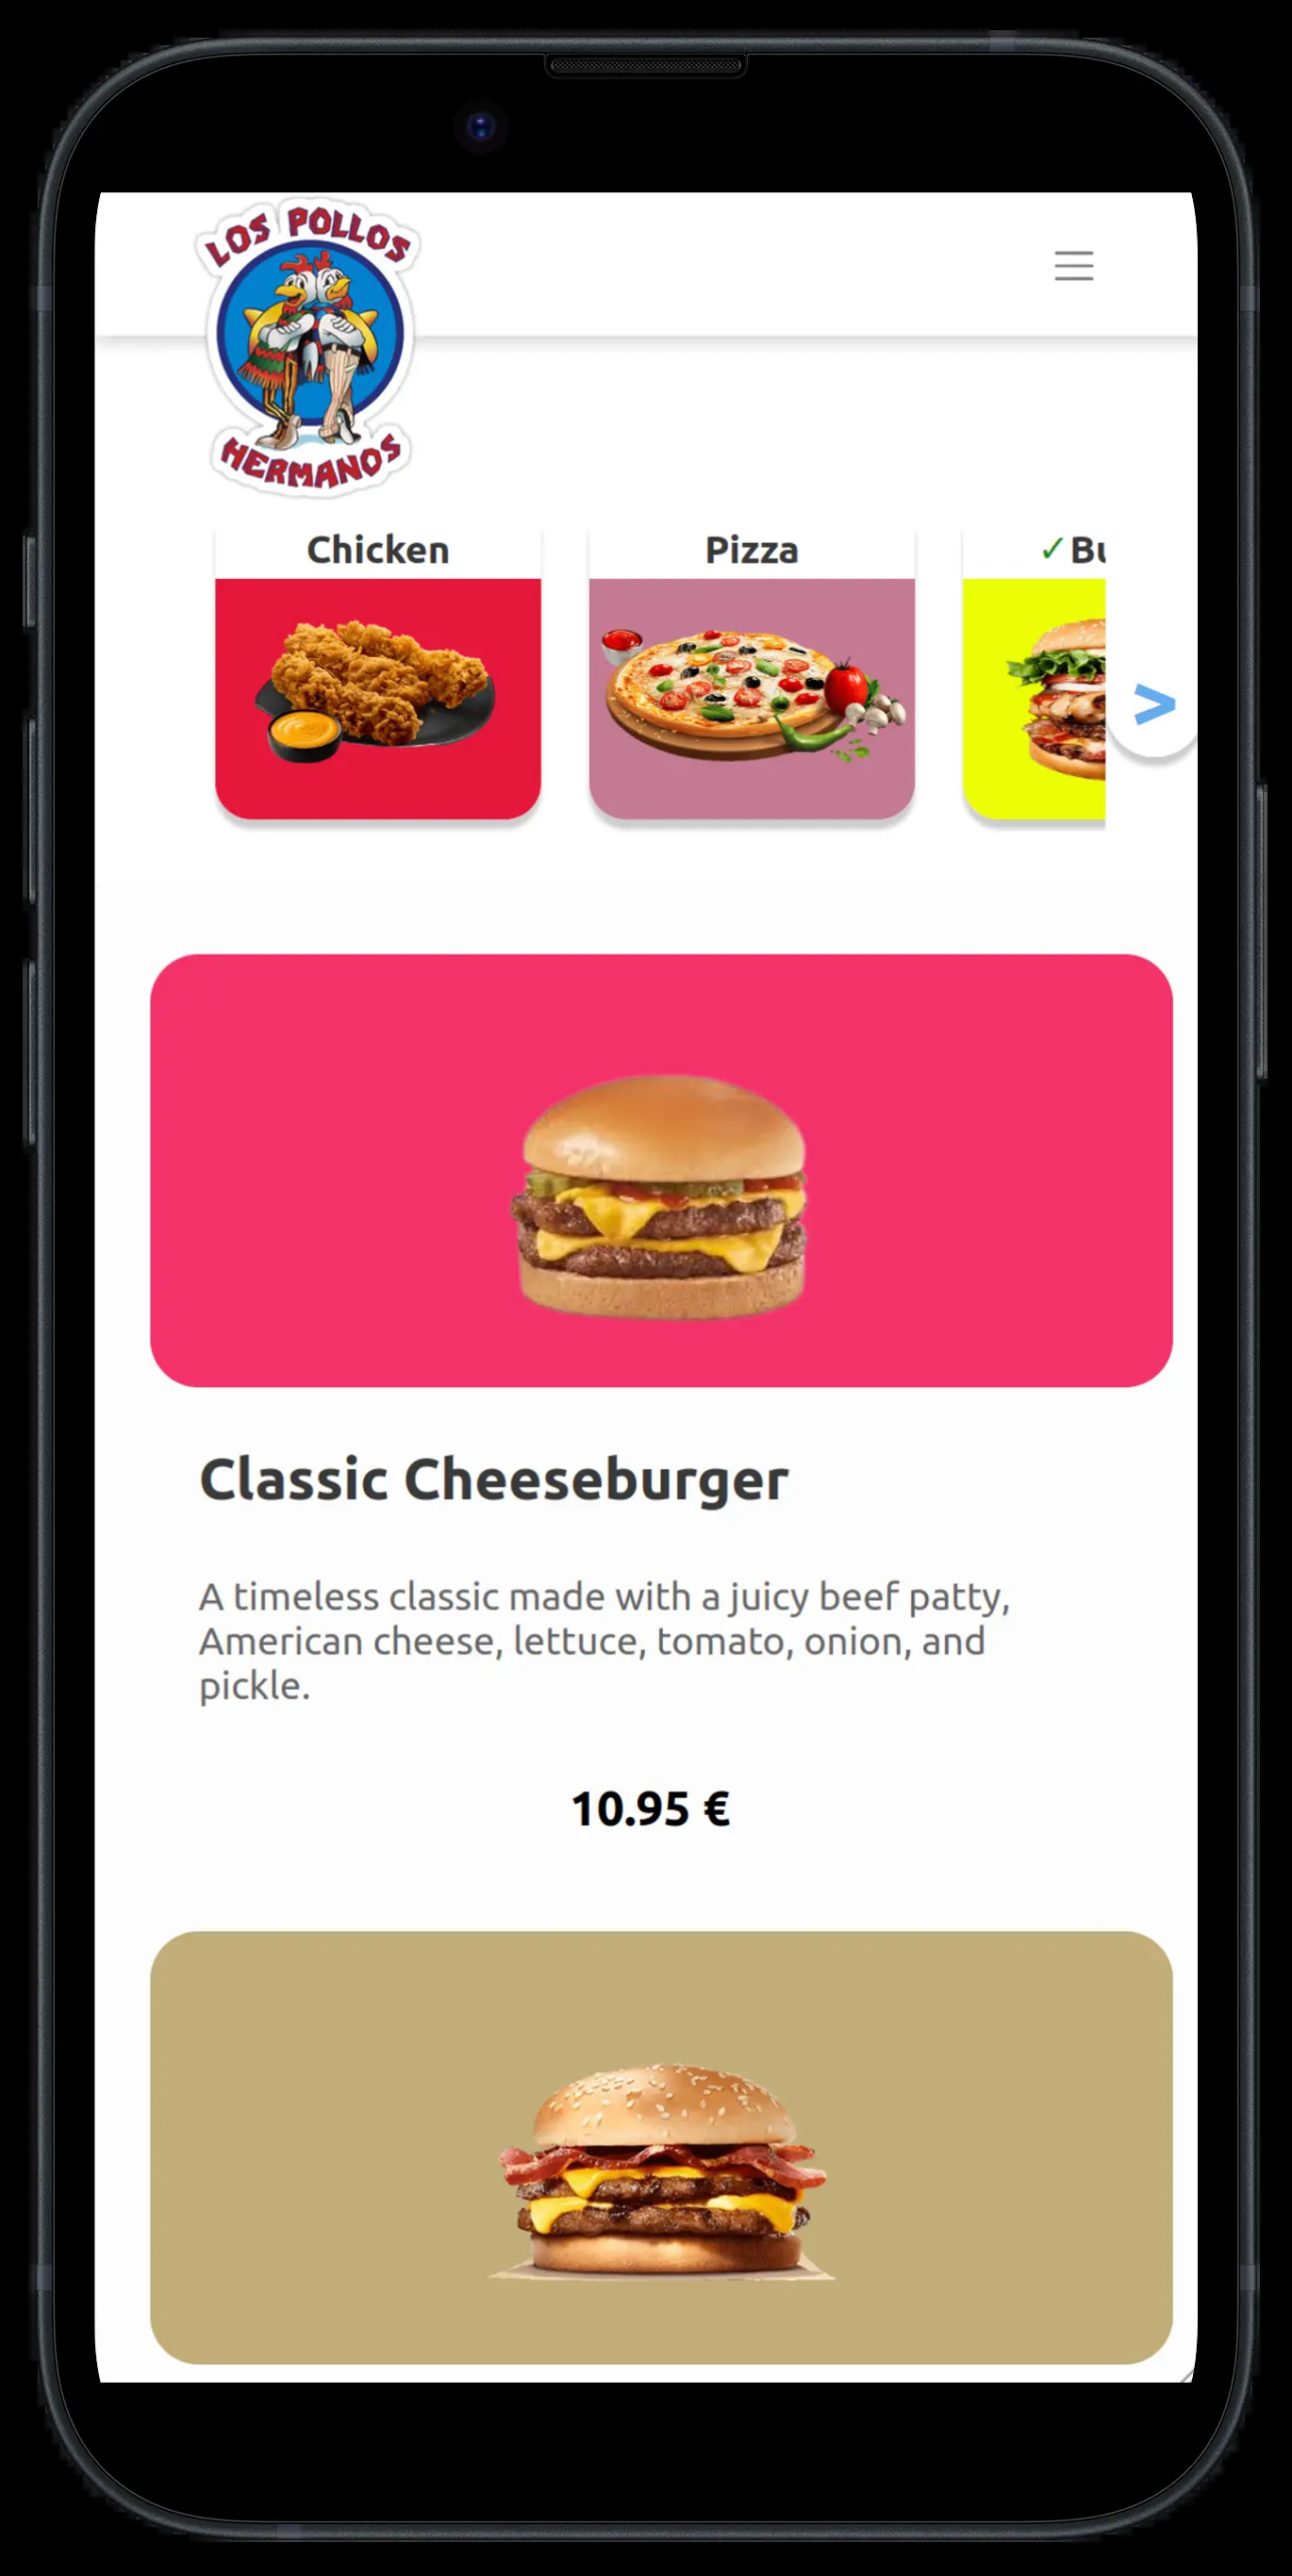 LOS POLLOS
HERMANOS
Chicken
Pizza
✓ Bu
>
Classic Cheeseburger
A timeless classic made with a juicy beef patty,
American cheese, lettuce, tomato, onion, and
pickle.
10.95 €